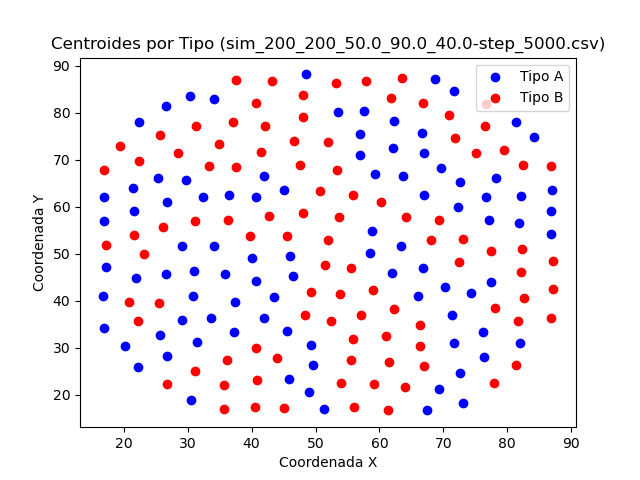 Centroides por Tipo (sim_200_200_50.0_90.0_40.0-step_5000.csv)
Tipo A
Tipo B
90
80
70
60
50
40
30
20
Coordenada Y
20 30 40 50 60 70 80 90
Coordenada X